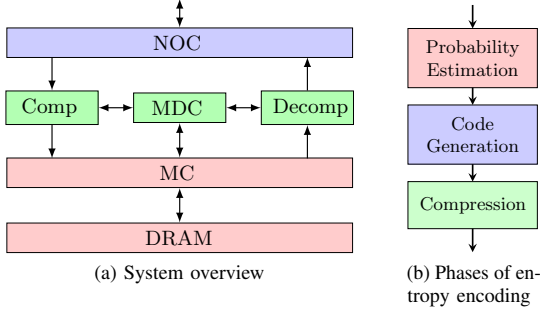 NOC
Comp
MDC
Decomp
MC
DRAM
(a) System overview
Probability
Estimation
Code
Generation
Compression
(b) Phases of en-
tropy encoding